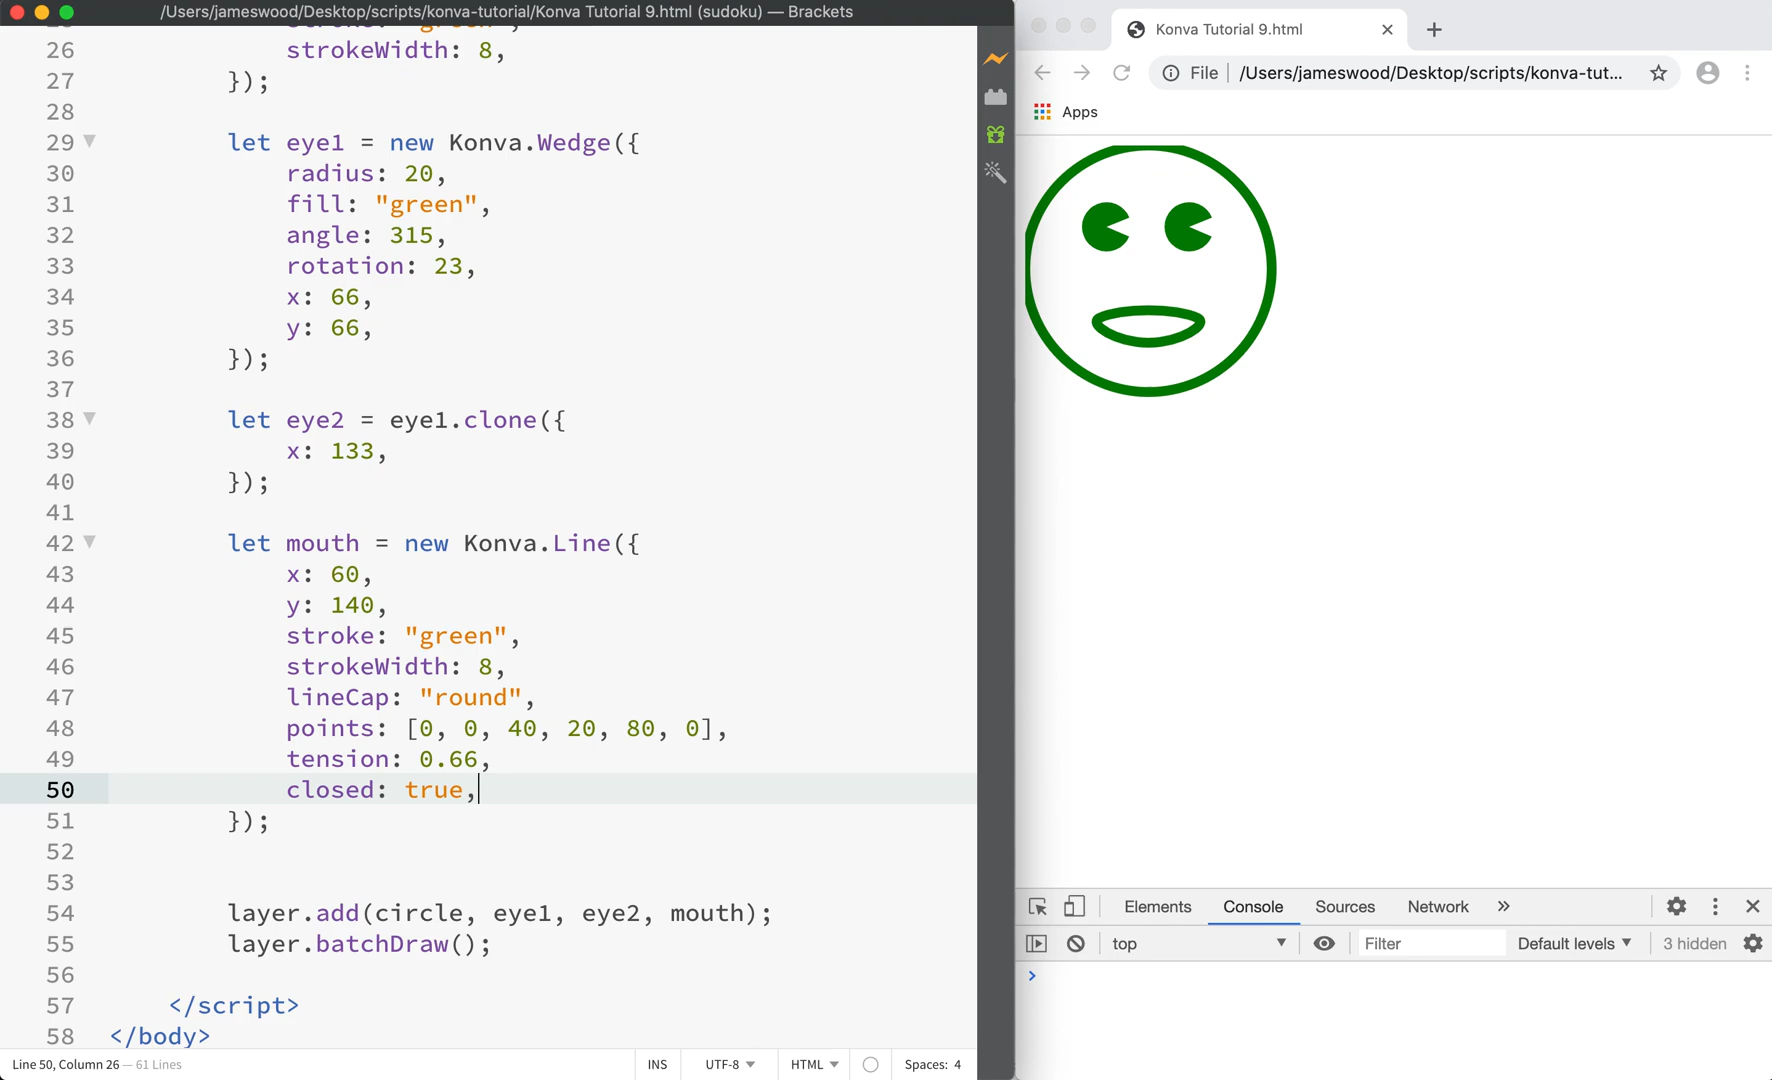 /Users/jameswood/Desktop/scripts/konva-tutorial/Konva Tutorial 9.html (sudoku) — Brackets
26 strokeWidth: 8,
27 });
28
29 let eye1 = new Konva.Wedge({
30 radius: 20,
31 fill: "green",
32 angle: 315,
33 rotation: 23,
34 x: 66,
35 y: 66,
36 });
37
38 let eye2 = eye1.clone({
39 x: 133,
40 });
41
42 let mouth = new Konva.Line({
43 x: 60,
44 y: 140,
45 stroke: "green",
46 strokeWidth: 8,
47 lineCap: "round",
48 points: [0, 0, 40, 20, 80, 0],
49 tension: 0.66,
50 closed: true,
51 });
52
53
54 layer.add(circle, eye1, eye2, mouth);
55 layer.batchDraw();
56
57 </script>
58 </body>
Line 50, Column 26 — 61 Lines
INS UTF-8 HTML Spaces: 4
Konva Tutorial 9.html
File /Users/jameswood/Desktop/scripts/konva-tut...
Apps
Elements Console Sources Network »
top Filter Default levels 3 hidden
>